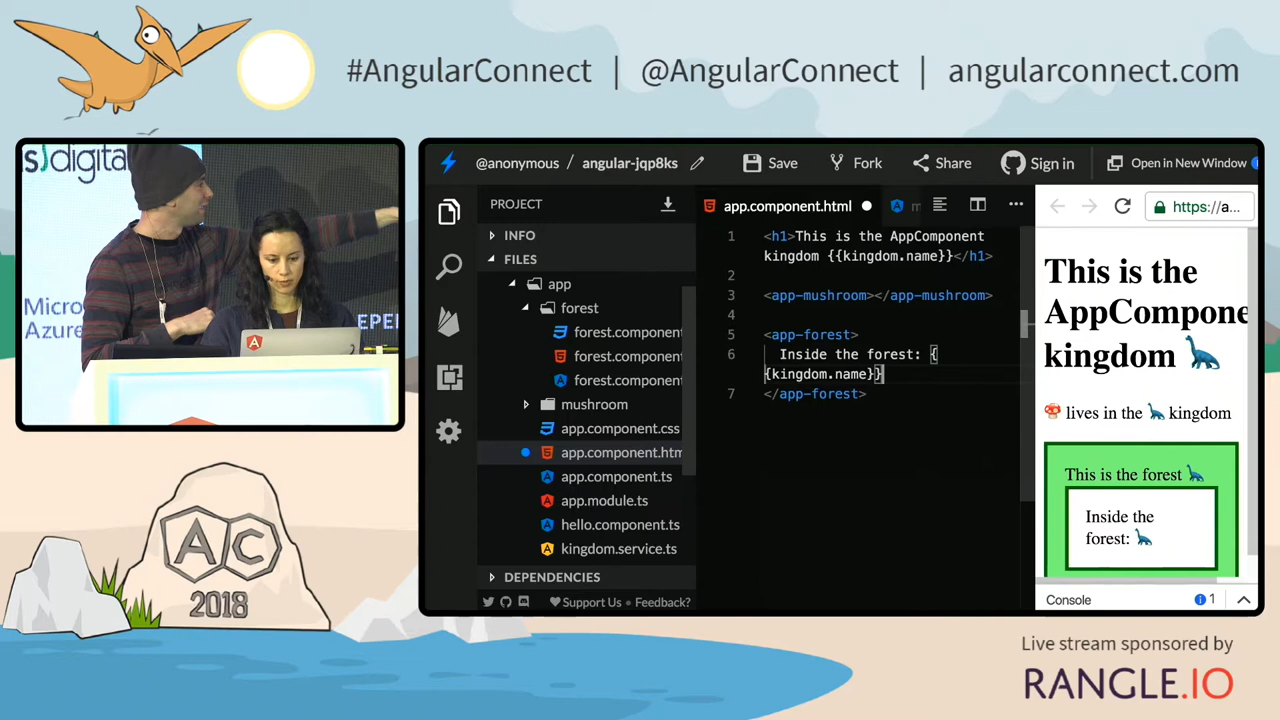 #AngularConnect | @AngularConnect | angularconnect.com
s)digita
Micro
Azure
EPE
@anonymous / angular-jqp8ks
Save
Fork
Share
Sign in
Open in New Window
PROJECT
INFO
FILES
app
forest
forest.component
forest.component
forest.component
mushroom
app.component.css
app.component.htm
app.component.ts
app.module.ts
hello.component.ts
kingdom.service.ts
DEPENDENCIES
Support Us • Feedback?
app.component.html
1 <h1>This is the AppComponent
kingdom {{kingdom.name}}</h1>
2
3 <app-mushroom></app-mushroom>
4
5 <app-forest>
6 Inside the forest: {
{kingdom.name}}
7 </app-forest>
https://a...
This is the
AppCompone
kingdom 🦕
🍄 lives in the 🦕 kingdom
This is the forest 🦕
Inside the
forest: 🦕
Console
1
AC
2018
Live stream sponsored by
RANGLE.IO